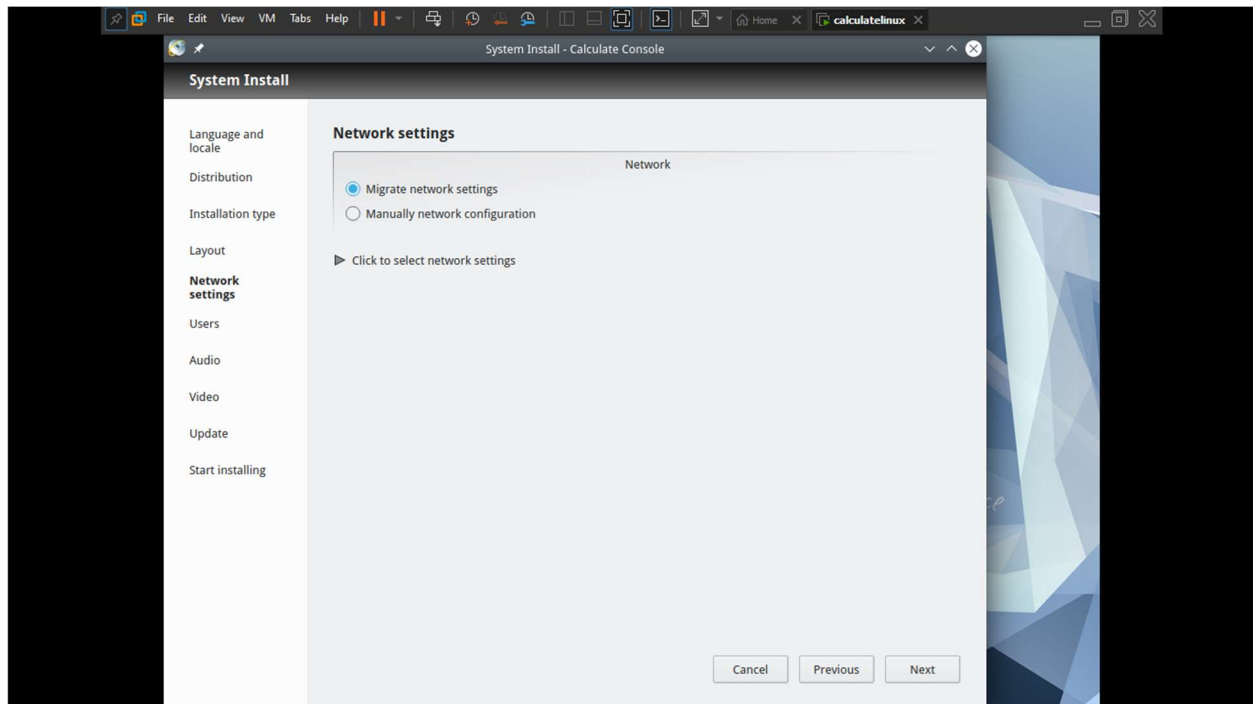 File Edit View VM Tabs Help
Home
calculatelinux
System Install - Calculate Console
System Install
Language and
locale
Distribution
Installation type
Layout
Network
settings
Users
Audio
Video
Update
Start installing
Network settings
Network
Migrate network settings
Manually network configuration
Click to select network settings
Cancel
Previous
Next